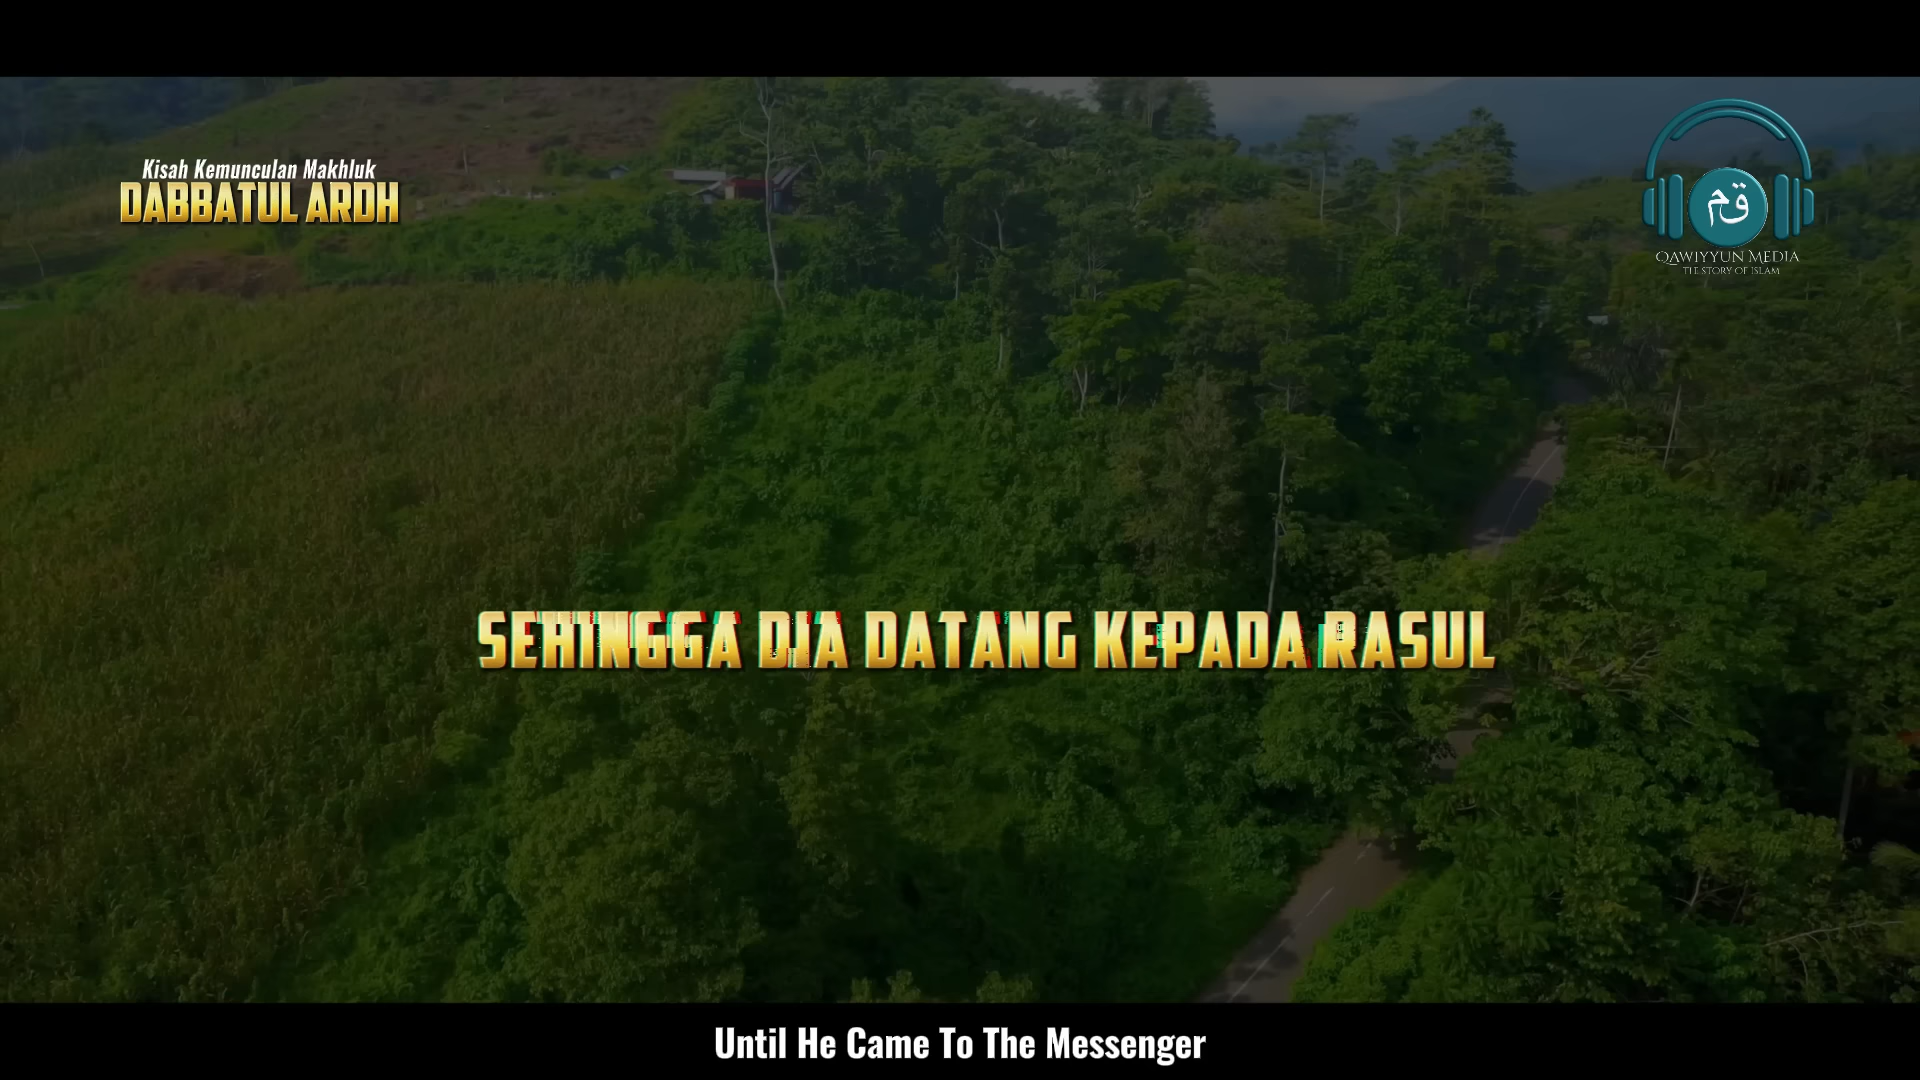 Kisah Kemunculan Makhluk
DABBATUL ARDH
قم
QAWIYYUN MEDIA
THE STORY OF ISLAM
SEHINGGA DIA DATANG KEPADA RASUL
Until He Came To The Messenger